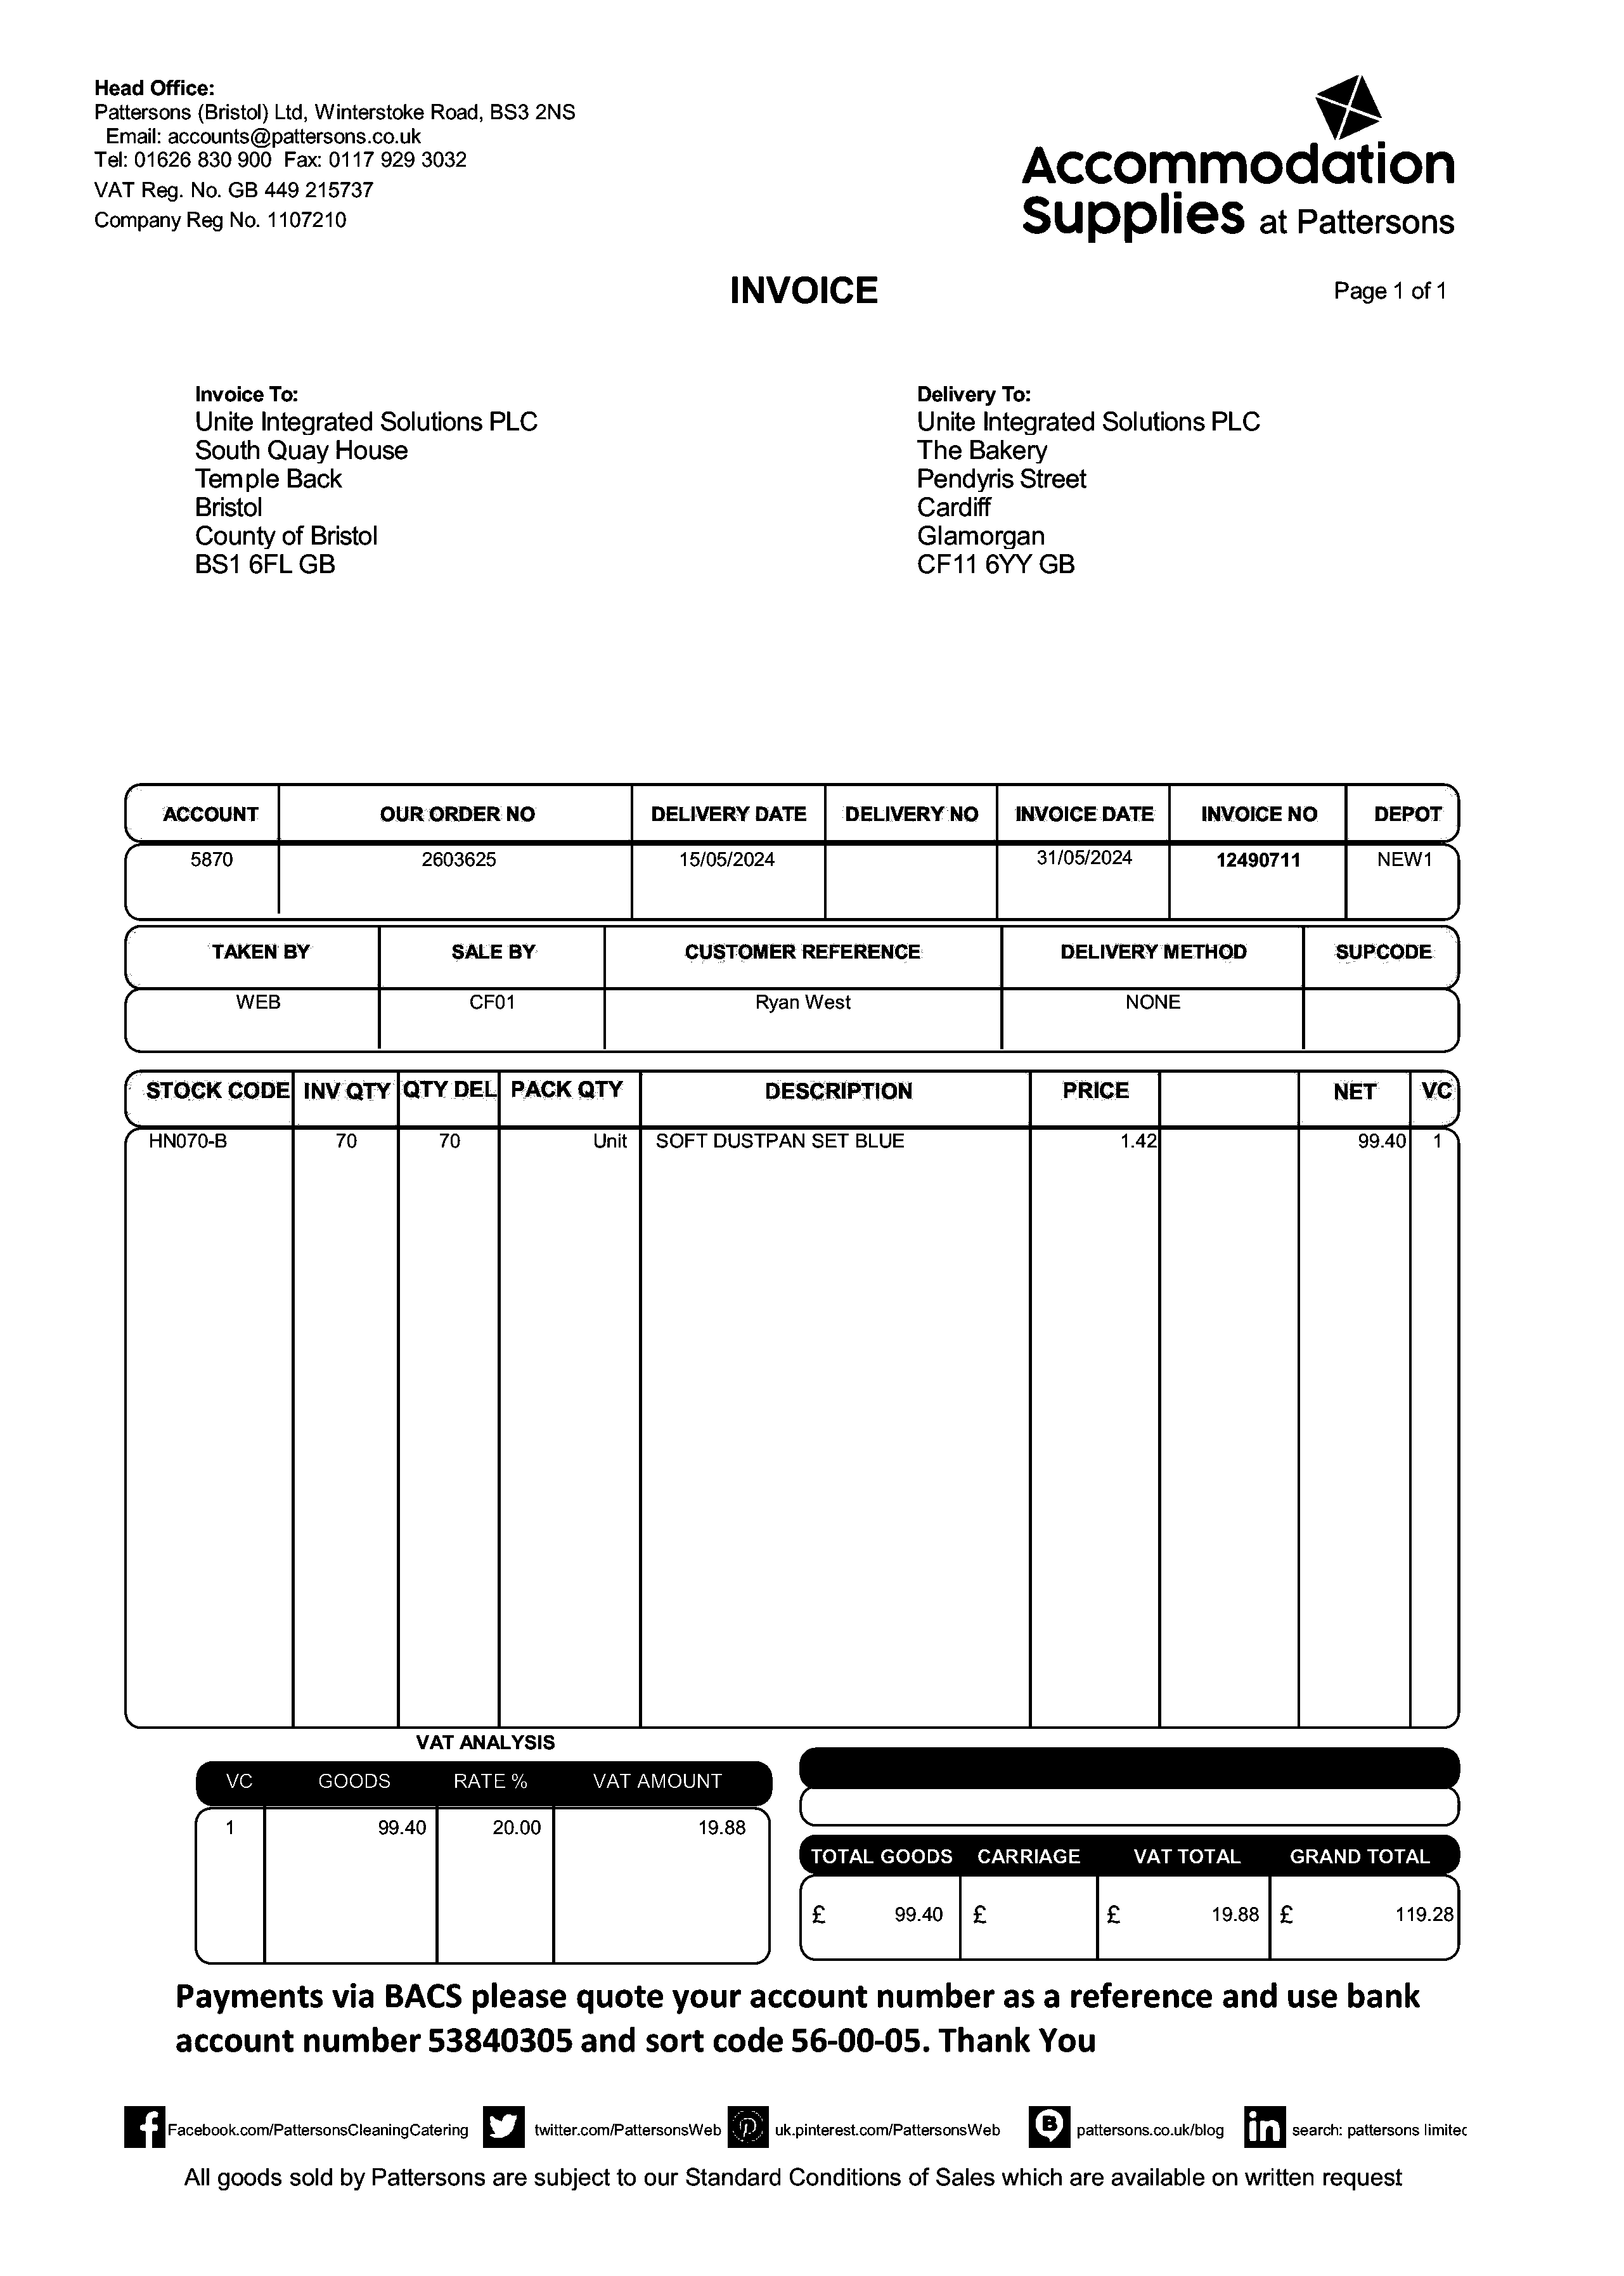 Head Office:
Pattersons (Bristol) Ltd, Winterstoke Road, BS3 2NS
Email: accounts@pattersons.co.uk
Tel: 01626 830 900 Fax: 0117 929 3032
VAT Reg. No. GB 449 215737
Company Reg No. 1107210
Accommodation
Supplies at Pattersons
INVOICE
Page 1 of 1
Invoice To:
Unite Integrated Solutions PLC
South Quay House
Temple Back
Bristol
County of Bristol
BS1 6FL GB
Delivery To:
Unite Integrated Solutions PLC
The Bakery
Pendyris Street
Cardiff
Glamorgan
CF11 6YY GB
ACCOUNT OUR ORDER NO DELIVERY DATE DELIVERY NO INVOICE DATE INVOICE NO DEPOT
5870 2603625 15/05/2024 31/05/2024 12490711 NEW1
TAKEN BY SALE BY CUSTOMER REFERENCE DELIVERY METHOD SUPCODE
WEB CF01 Ryan West NONE
STOCK CODE INV QTY QTY DEL PACK QTY DESCRIPTION PRICE NET VC
HN070-B 70 70 Unit SOFT DUSTPAN SET BLUE 1.42 99.40 1
VAT ANALYSIS
VC GOODS RATE % VAT AMOUNT
1 99.40 20.00 19.88
TOTAL GOODS CARRIAGE VAT TOTAL GRAND TOTAL
£ 99.40 £ £ 19.88 £ 119.28
Payments via BACS please quote your account number as a reference and use bank
account number 53840305 and sort code 56-00-05. Thank You
Facebook.com/PattersonsCleaningCatering twitter.com/PattersonsWeb uk.pinterest.com/PattersonsWeb pattersons.co.uk/blog in search: pattersons limited
All goods sold by Pattersons are subject to our Standard Conditions of Sales which are available on written request